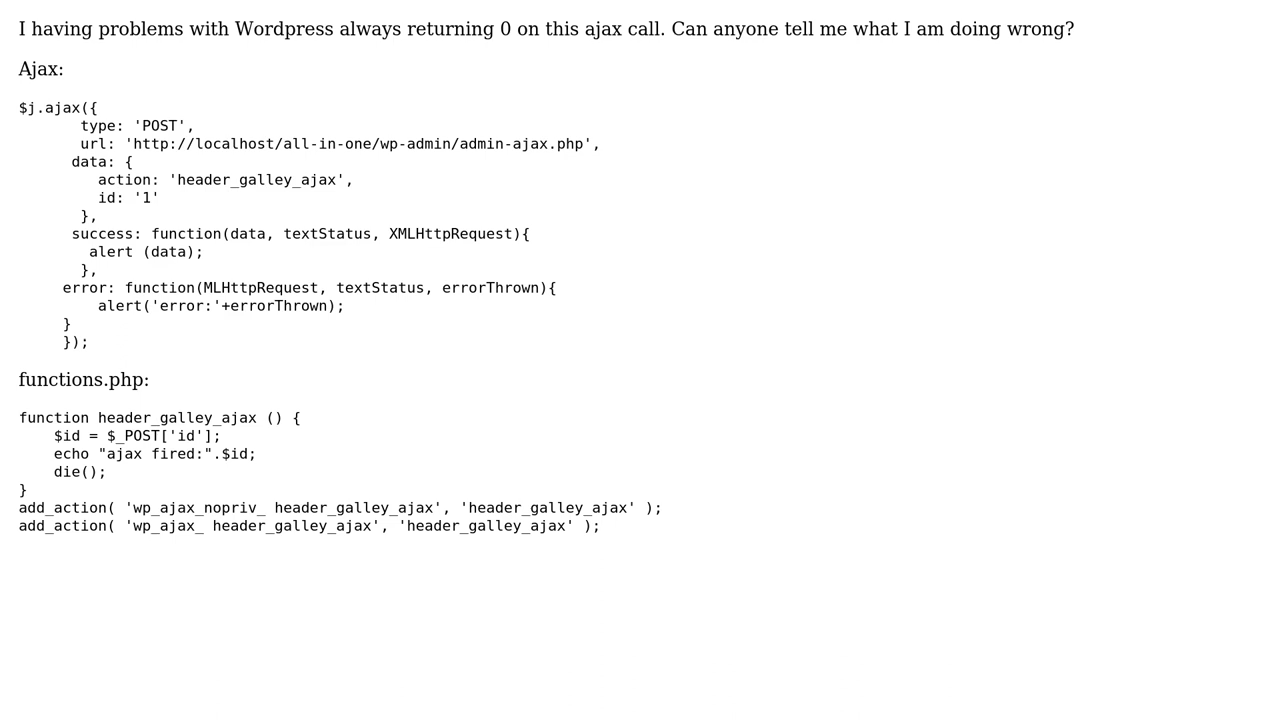 I having problems with Wordpress always returning 0 on this ajax call. Can anyone tell me what I am doing wrong?
Ajax:
$j.ajax({
       type: 'POST',
       url: 'http://localhost/all-in-one/wp-admin/admin-ajax.php',
      data: {
         action: 'header_galley_ajax',
         id: '1'
       },
      success: function(data, textStatus, XMLHttpRequest){
        alert (data);
       },
     error: function(MLHttpRequest, textStatus, errorThrown){
         alert('error:'+errorThrown);
     }
     });
functions.php:
function header_galley_ajax () {
    $id = $_POST['id'];
    echo "ajax fired:".$id;
    die();
}
add_action( 'wp_ajax_nopriv_ header_galley_ajax', 'header_galley_ajax' );
add_action( 'wp_ajax_ header_galley_ajax', 'header_galley_ajax' );